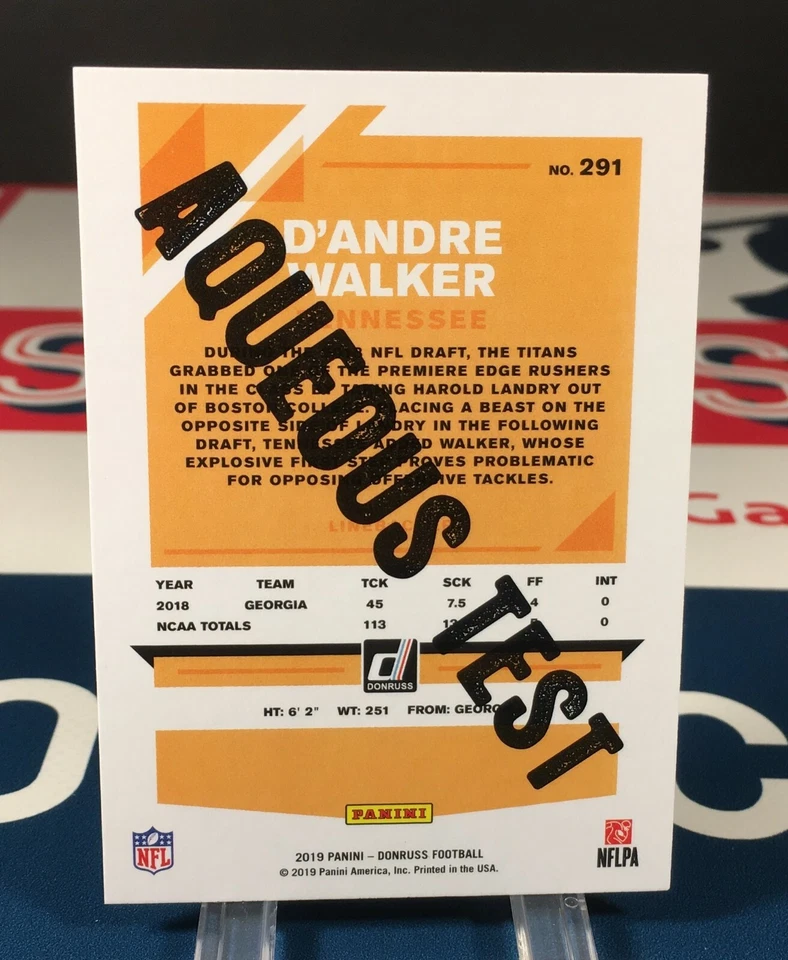 NO. 291
D'ANDRE
WALKER
TENNESSEE
DURING THE NFL DRAFT, THE TITANS
GRABBED ONE OF THE PREMIERE EDGE RUSHERS
IN THE CLASS BY TAKING HAROLD LANDRY OUT
OF BOSTON COLLEGE. PLACING A BEAST ON THE
OPPOSITE SIDE OF LANDRY IN THE FOLLOWING
DRAFT, TENNESSEE ADDED WALKER, WHOSE
EXPLOSIVE FIRST STEP PROVES PROBLEMATIC
FOR OPPOSING OFFENSIVE TACKLES.
LINEBACKER
AQUEOUS TEST
YEAR TEAM TCK SCK FF INT
2018 GEORGIA 45 7.5 4 0
NCAA TOTALS 113 0
DONRUSS
HT: 6' 2" WT: 251 FROM: GEORGIA
PANINI
NFL
NFLPA
2019 PANINI – DONRUSS FOOTBALL
© 2019 Panini America, Inc. Printed in the USA.
S
Ga
C